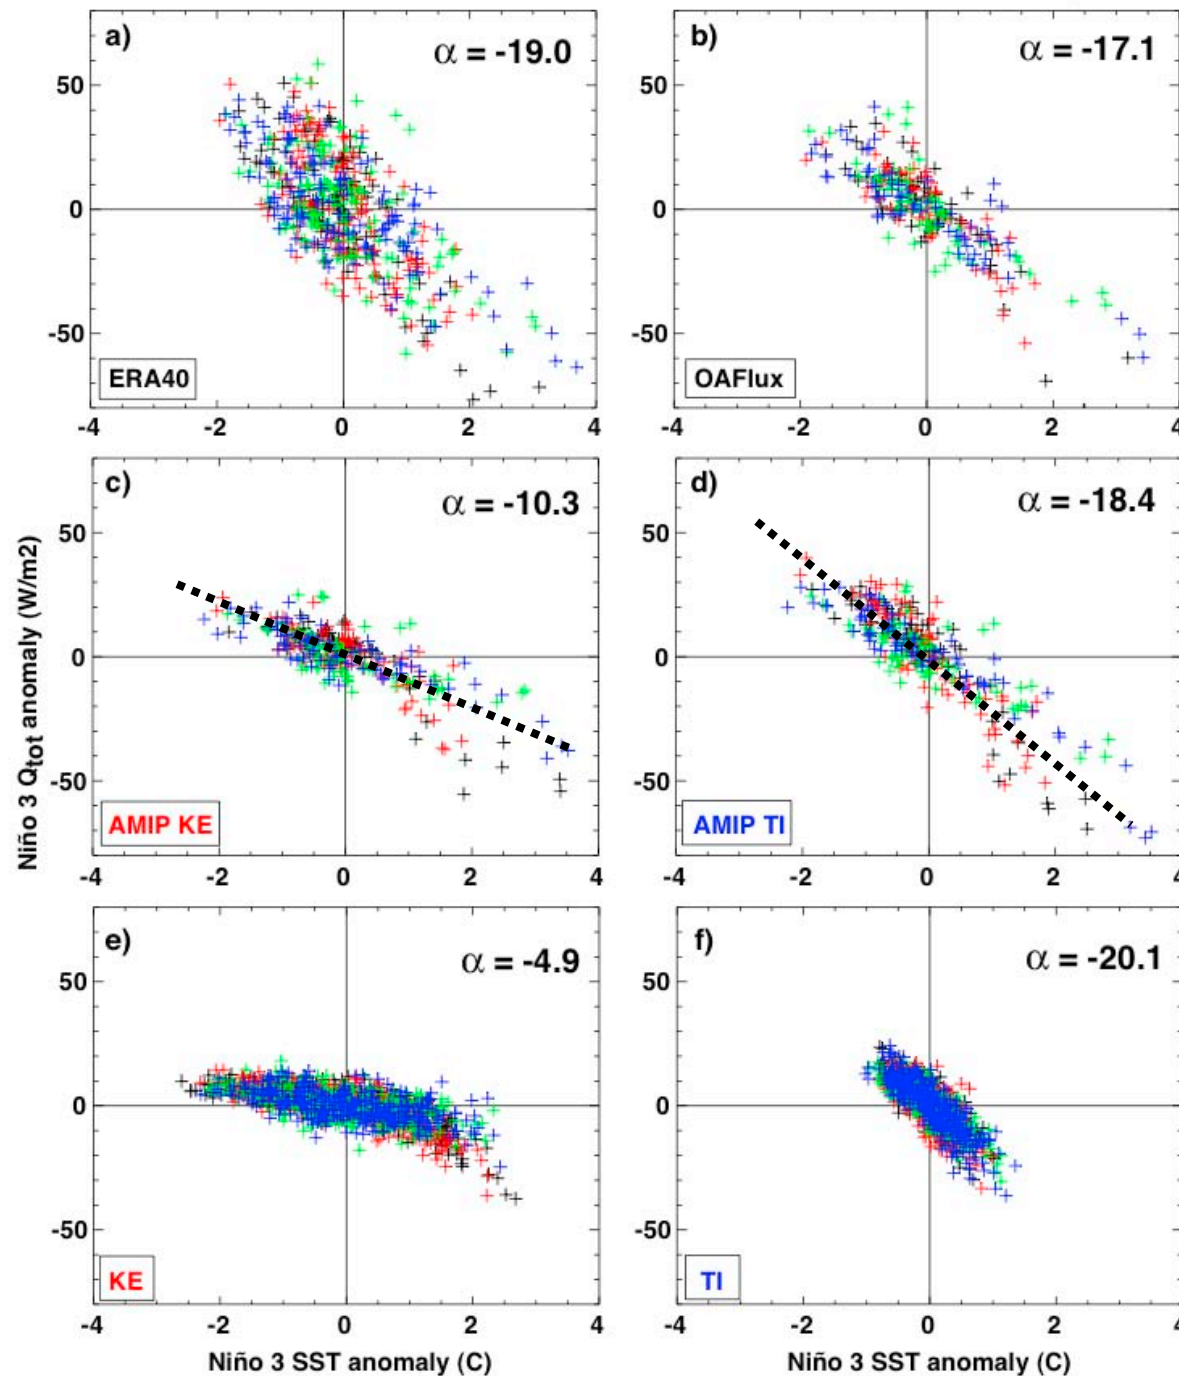 a)
α = -19.0
b)
α = -17.1
50
50
0
0
-50
-50
ERA40
OAFlux
-4 -2 0 2 4
-4 -2 0 2 4
c)
α = -10.3
d)
α = -18.4
50
50
0
0
-50
-50
AMIP KE
AMIP TI
-4 -2 0 2 4
-4 -2 0 2 4
Niño 3 Qtot anomaly (W/m2)
e)
α = -4.9
f)
α = -20.1
50
50
0
0
-50
-50
KE
TI
-4 -2 0 2 4
-4 -2 0 2 4
Niño 3 SST anomaly (C)
Niño 3 SST anomaly (C)